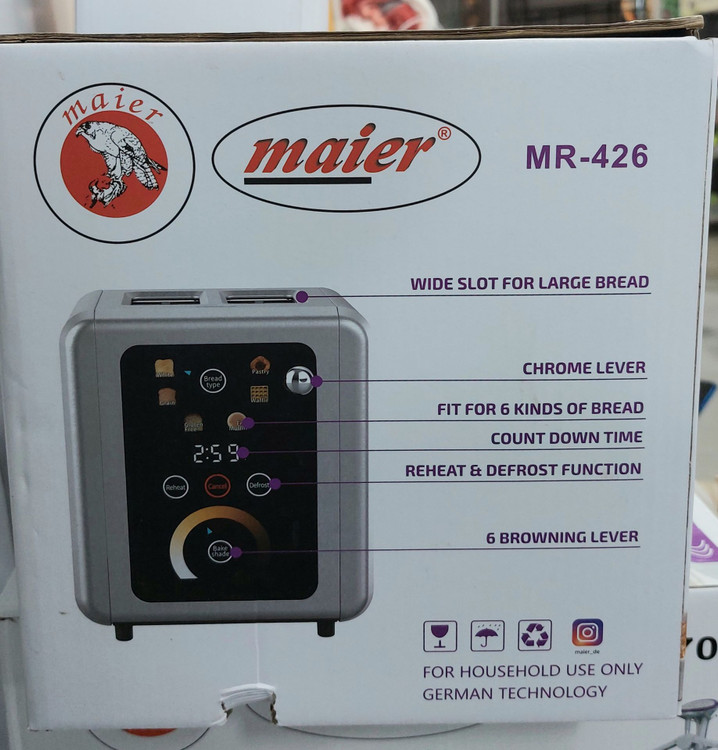 maier
maier®
MR-426
WIDE SLOT FOR LARGE BREAD
CHROME LEVER
FIT FOR 6 KINDS OF BREAD
COUNT DOWN TIME
REHEAT & DEFROST FUNCTION
6 BROWNING LEVER
Bread
type
Pastry
2:59
Reheat
Cancel
Defrost
Bake
shade
maier_de
FOR HOUSEHOLD USE ONLY
GERMAN TECHNOLOGY